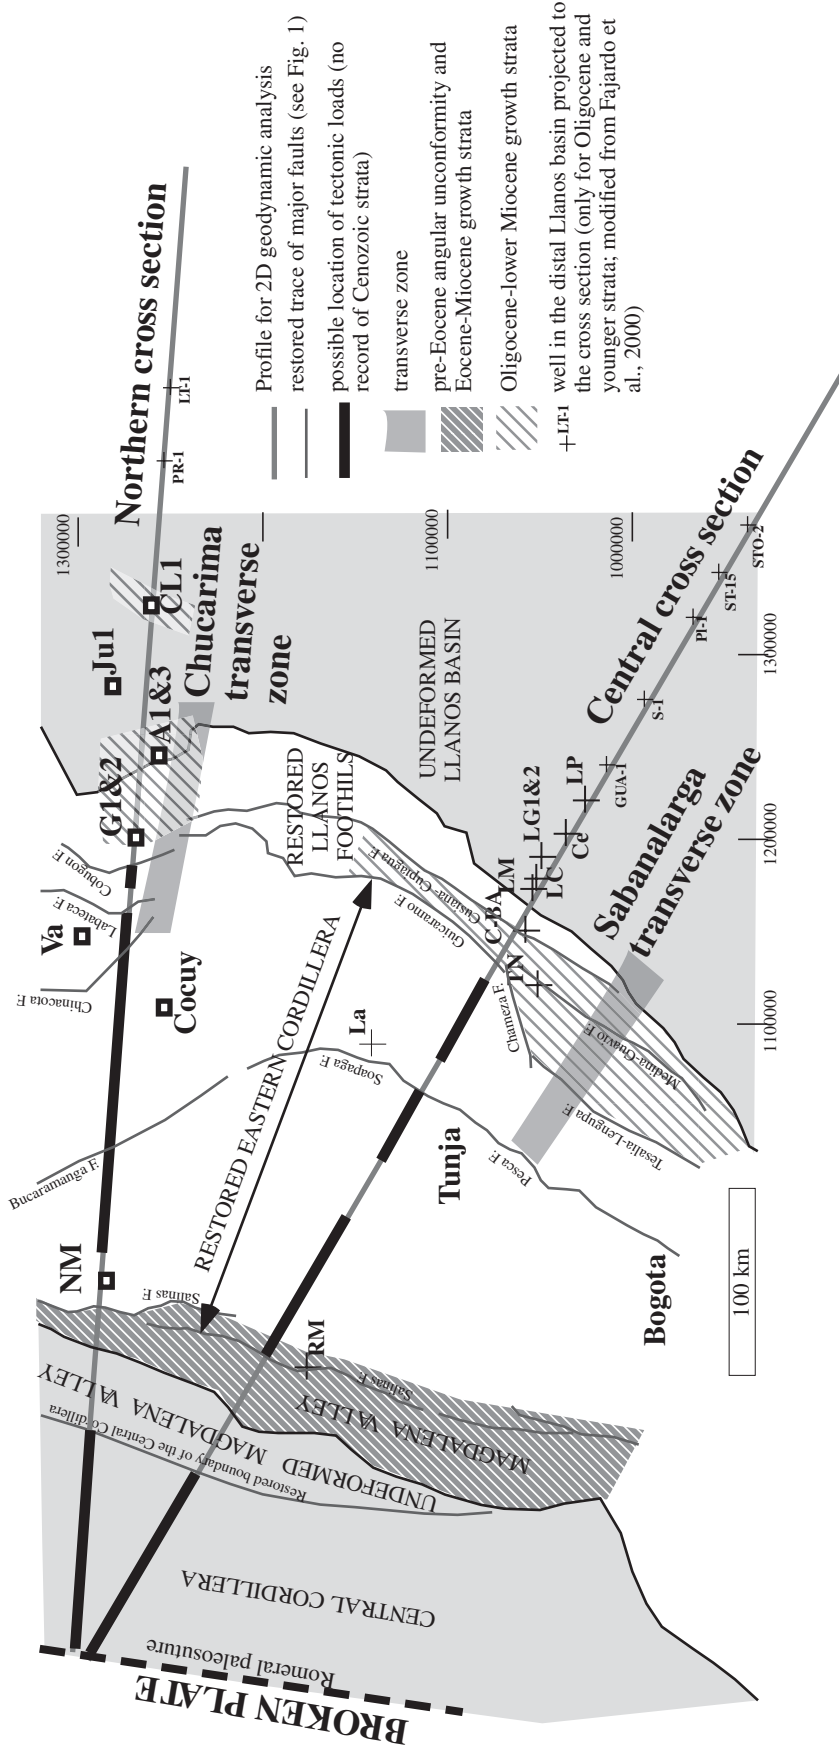 BROKEN PLATE
Romeral paleosuture
CENTRAL CORDILLERA
Restored boundary of the Central Cordillera
UNDEFORMED MAGDALENA VALLEY
MAGDALENA VALLEY
Salinas F.
Salinas F.
NM
RM
RESTORED EASTERN CORDILLERA
Bucaramanga F.
Chinacota F.
Labateca F.
Cobugon F.
Va
Cocuy
La
Soapaga F.
Tunja
Pesca F.
Bogota
100 km
G1&2
A1&3
Ju1
CL1
Chucarima
transverse
zone
Northern cross section
PR-1
LT-1
RESTORED
LLANOS
FOOTHILS
UNDEFORMED
LLANOS BASIN
Guicaramo F.
Cusiana-Cupiagua F.
Chameza F.
Tesalia-Lengupa F.
Medina-Guavio F.
TN
C-BA
LM
LC
LG1&2
Ce
LP
GUA-1
S-1
PI-1
ST-15
STO-2
Central cross section
Sabanalarga
transverse zone
1300000
1100000
1000000
1300000
1200000
1100000
Profile for 2D geodynamic analysis
restored trace of major faults (see Fig. 1)
possible location of tectonic loads (no
record of Cenozoic strata)
transverse zone
pre-Eocene angular unconformity and
Eocene-Miocene growth strata
Oligocene-lower Miocene growth strata
LT-1
well in the distal Llanos basin projected to
the cross section (only for Oligocene and
younger strata; modified from Fajardo et
al., 2000)